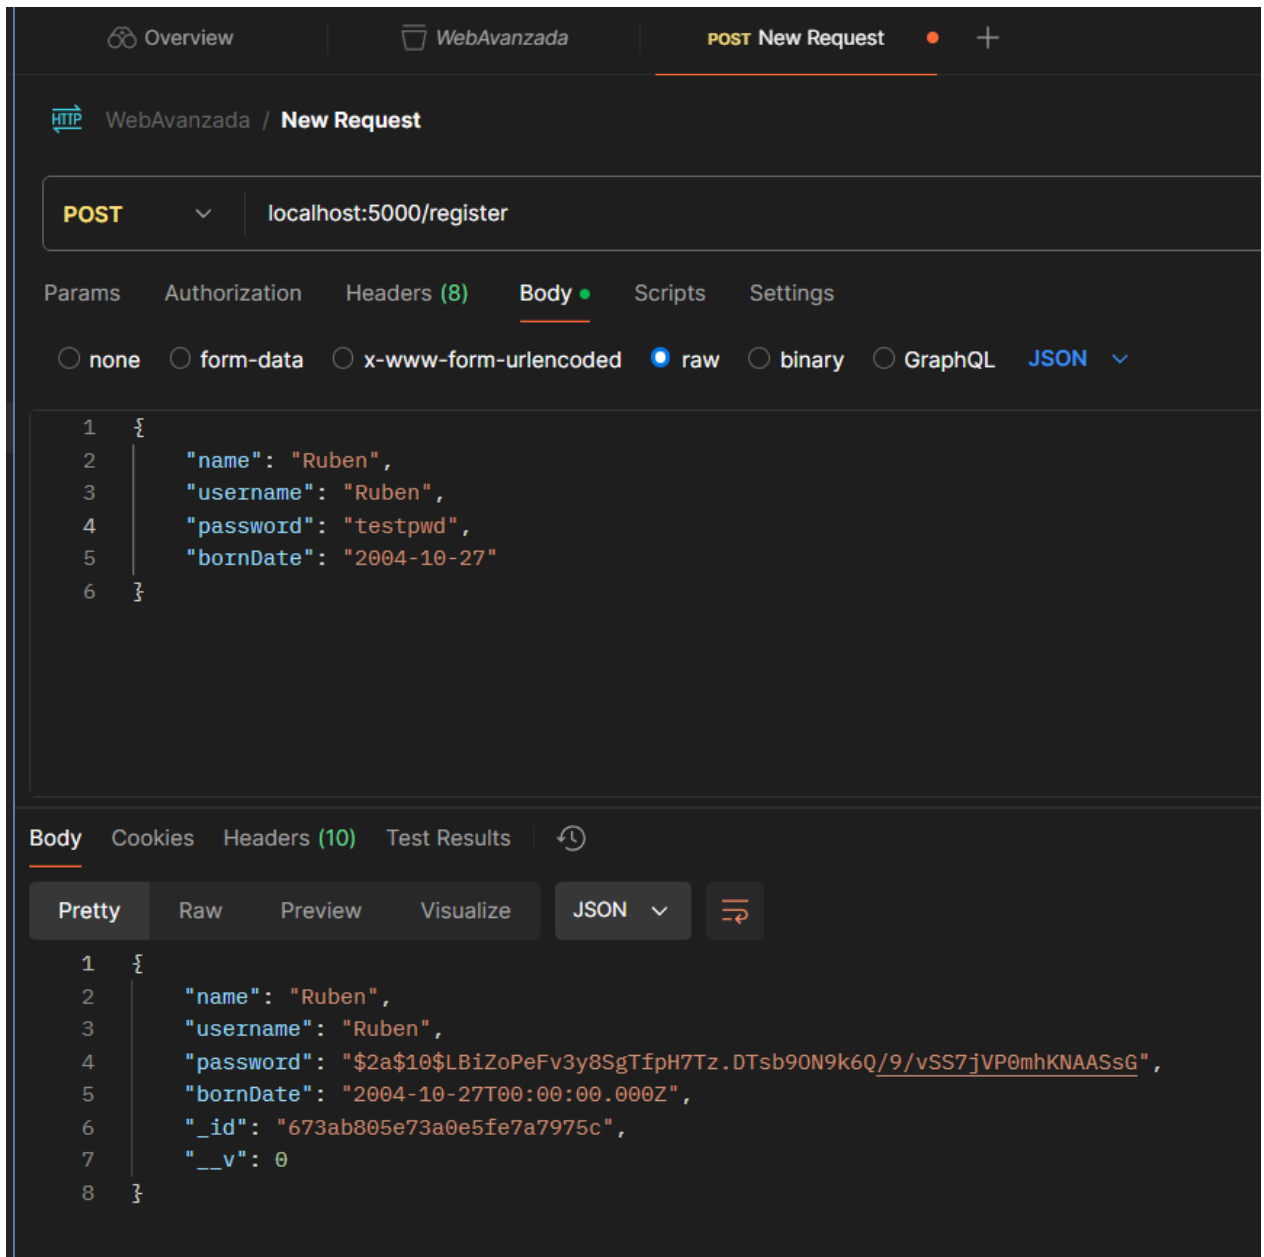 Overview WebAvanzada POST New Request
HTTP WebAvanzada / New Request
POST localhost:5000/register
Params Authorization Headers (8) Body Scripts Settings
none form-data x-www-form-urlencoded raw binary GraphQL JSON
1 {
2 "name": "Ruben",
3 "username": "Ruben",
4 "password": "testpwd",
5 "bornDate": "2004-10-27"
6 }
Body Cookies Headers (10) Test Results
Pretty Raw Preview Visualize JSON
1 {
2 "name": "Ruben",
3 "username": "Ruben",
4 "password": "$2a$10$LBiZoPeFv3y8SgTfpH7Tz.DTsb9ON9k6Q/9/vSS7jVP0mhKNAASsG",
5 "bornDate": "2004-10-27T00:00:00.000Z",
6 "_id": "673ab805e73a0e5fe7a7975c",
7 "__v": 0
8 }